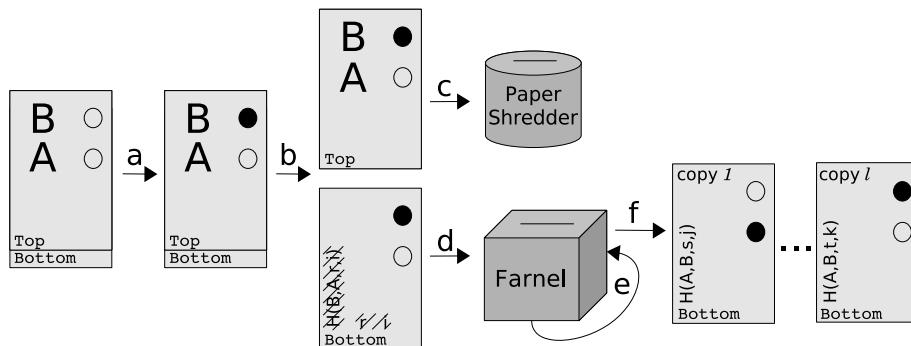 B
A
Top
Bottom
a
B
A
Top
Bottom
b
B
A
Top
c
Paper
Shredder
Bottom
d
Farnel
e
f
copy 1
H(A,B,s,j)
Bottom
...
copy l
H(A,B,t,k)
Bottom